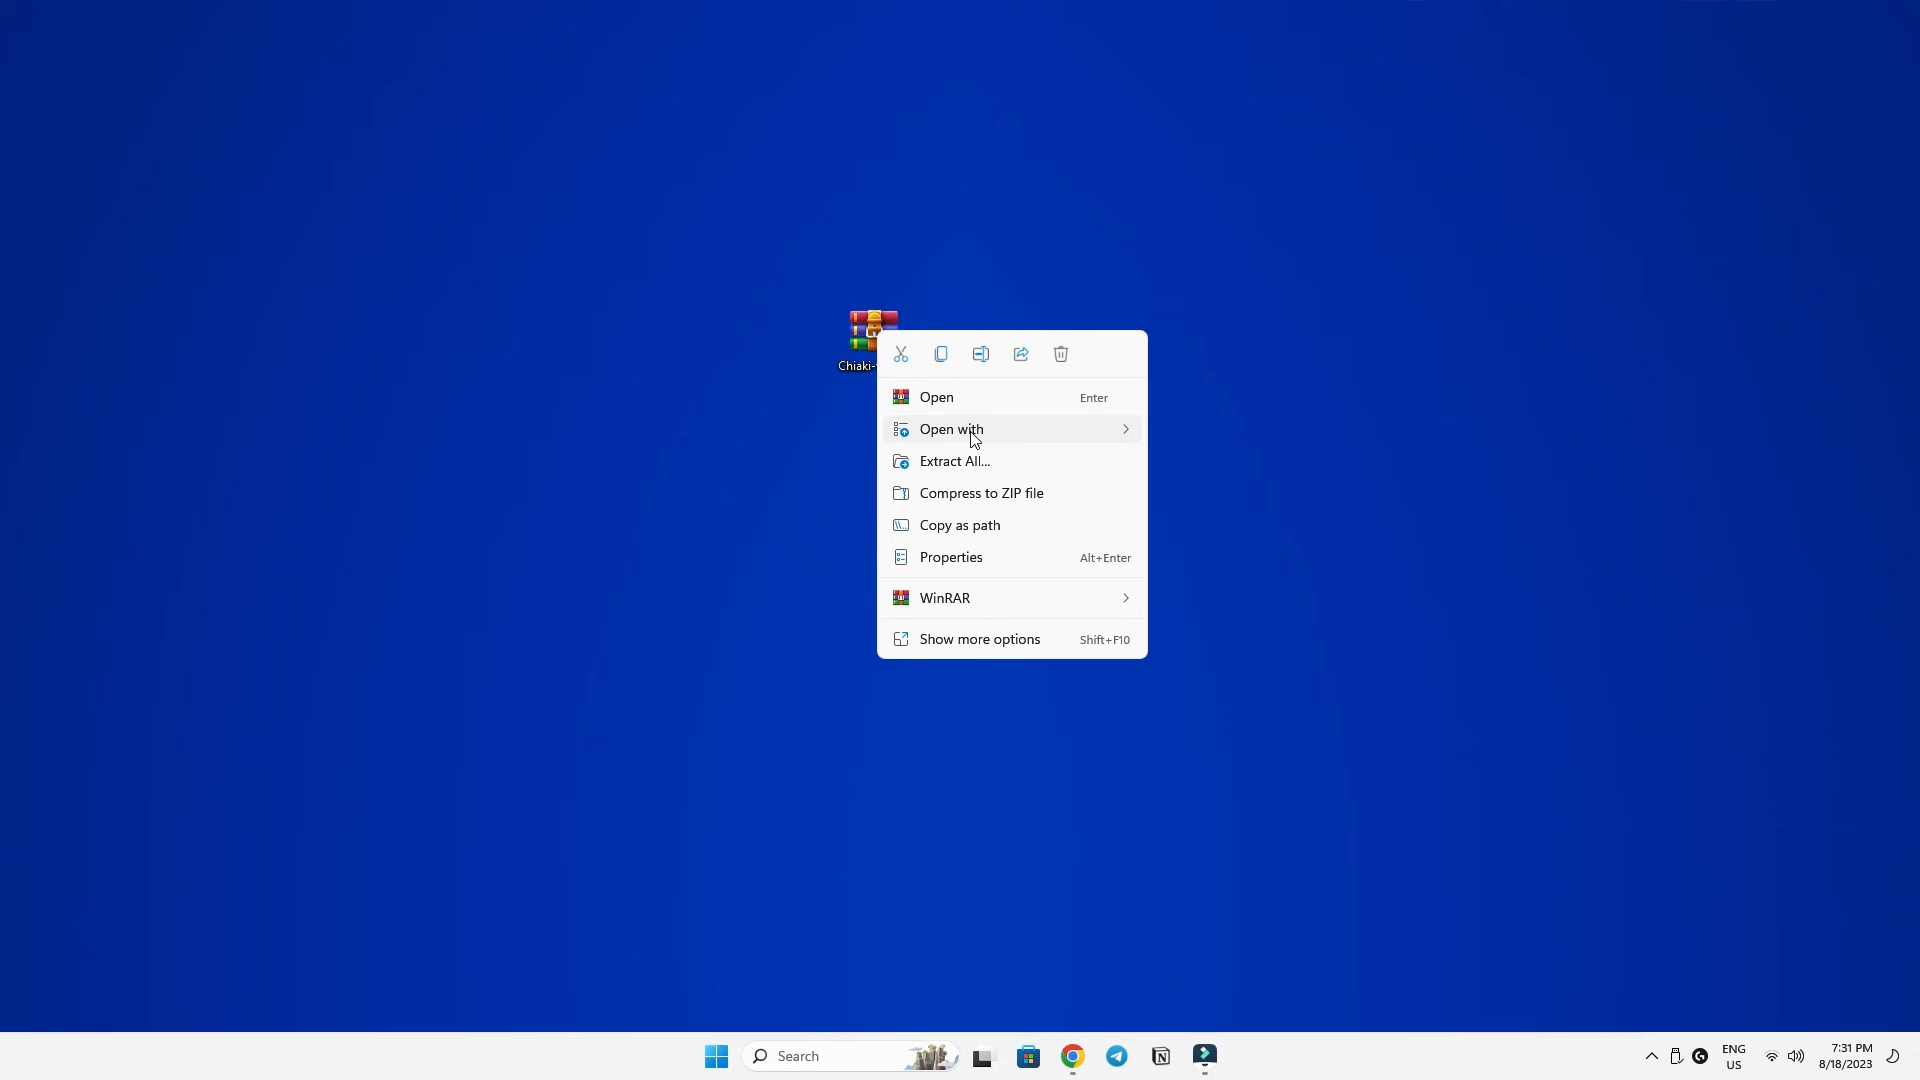 Chiaki-
Open Enter
Open with
Extract All...
Compress to ZIP file
Copy as path
Properties Alt+Enter
WinRAR
Show more options Shift+F10
Search
ENG
US
7:31 PM
8/18/2023